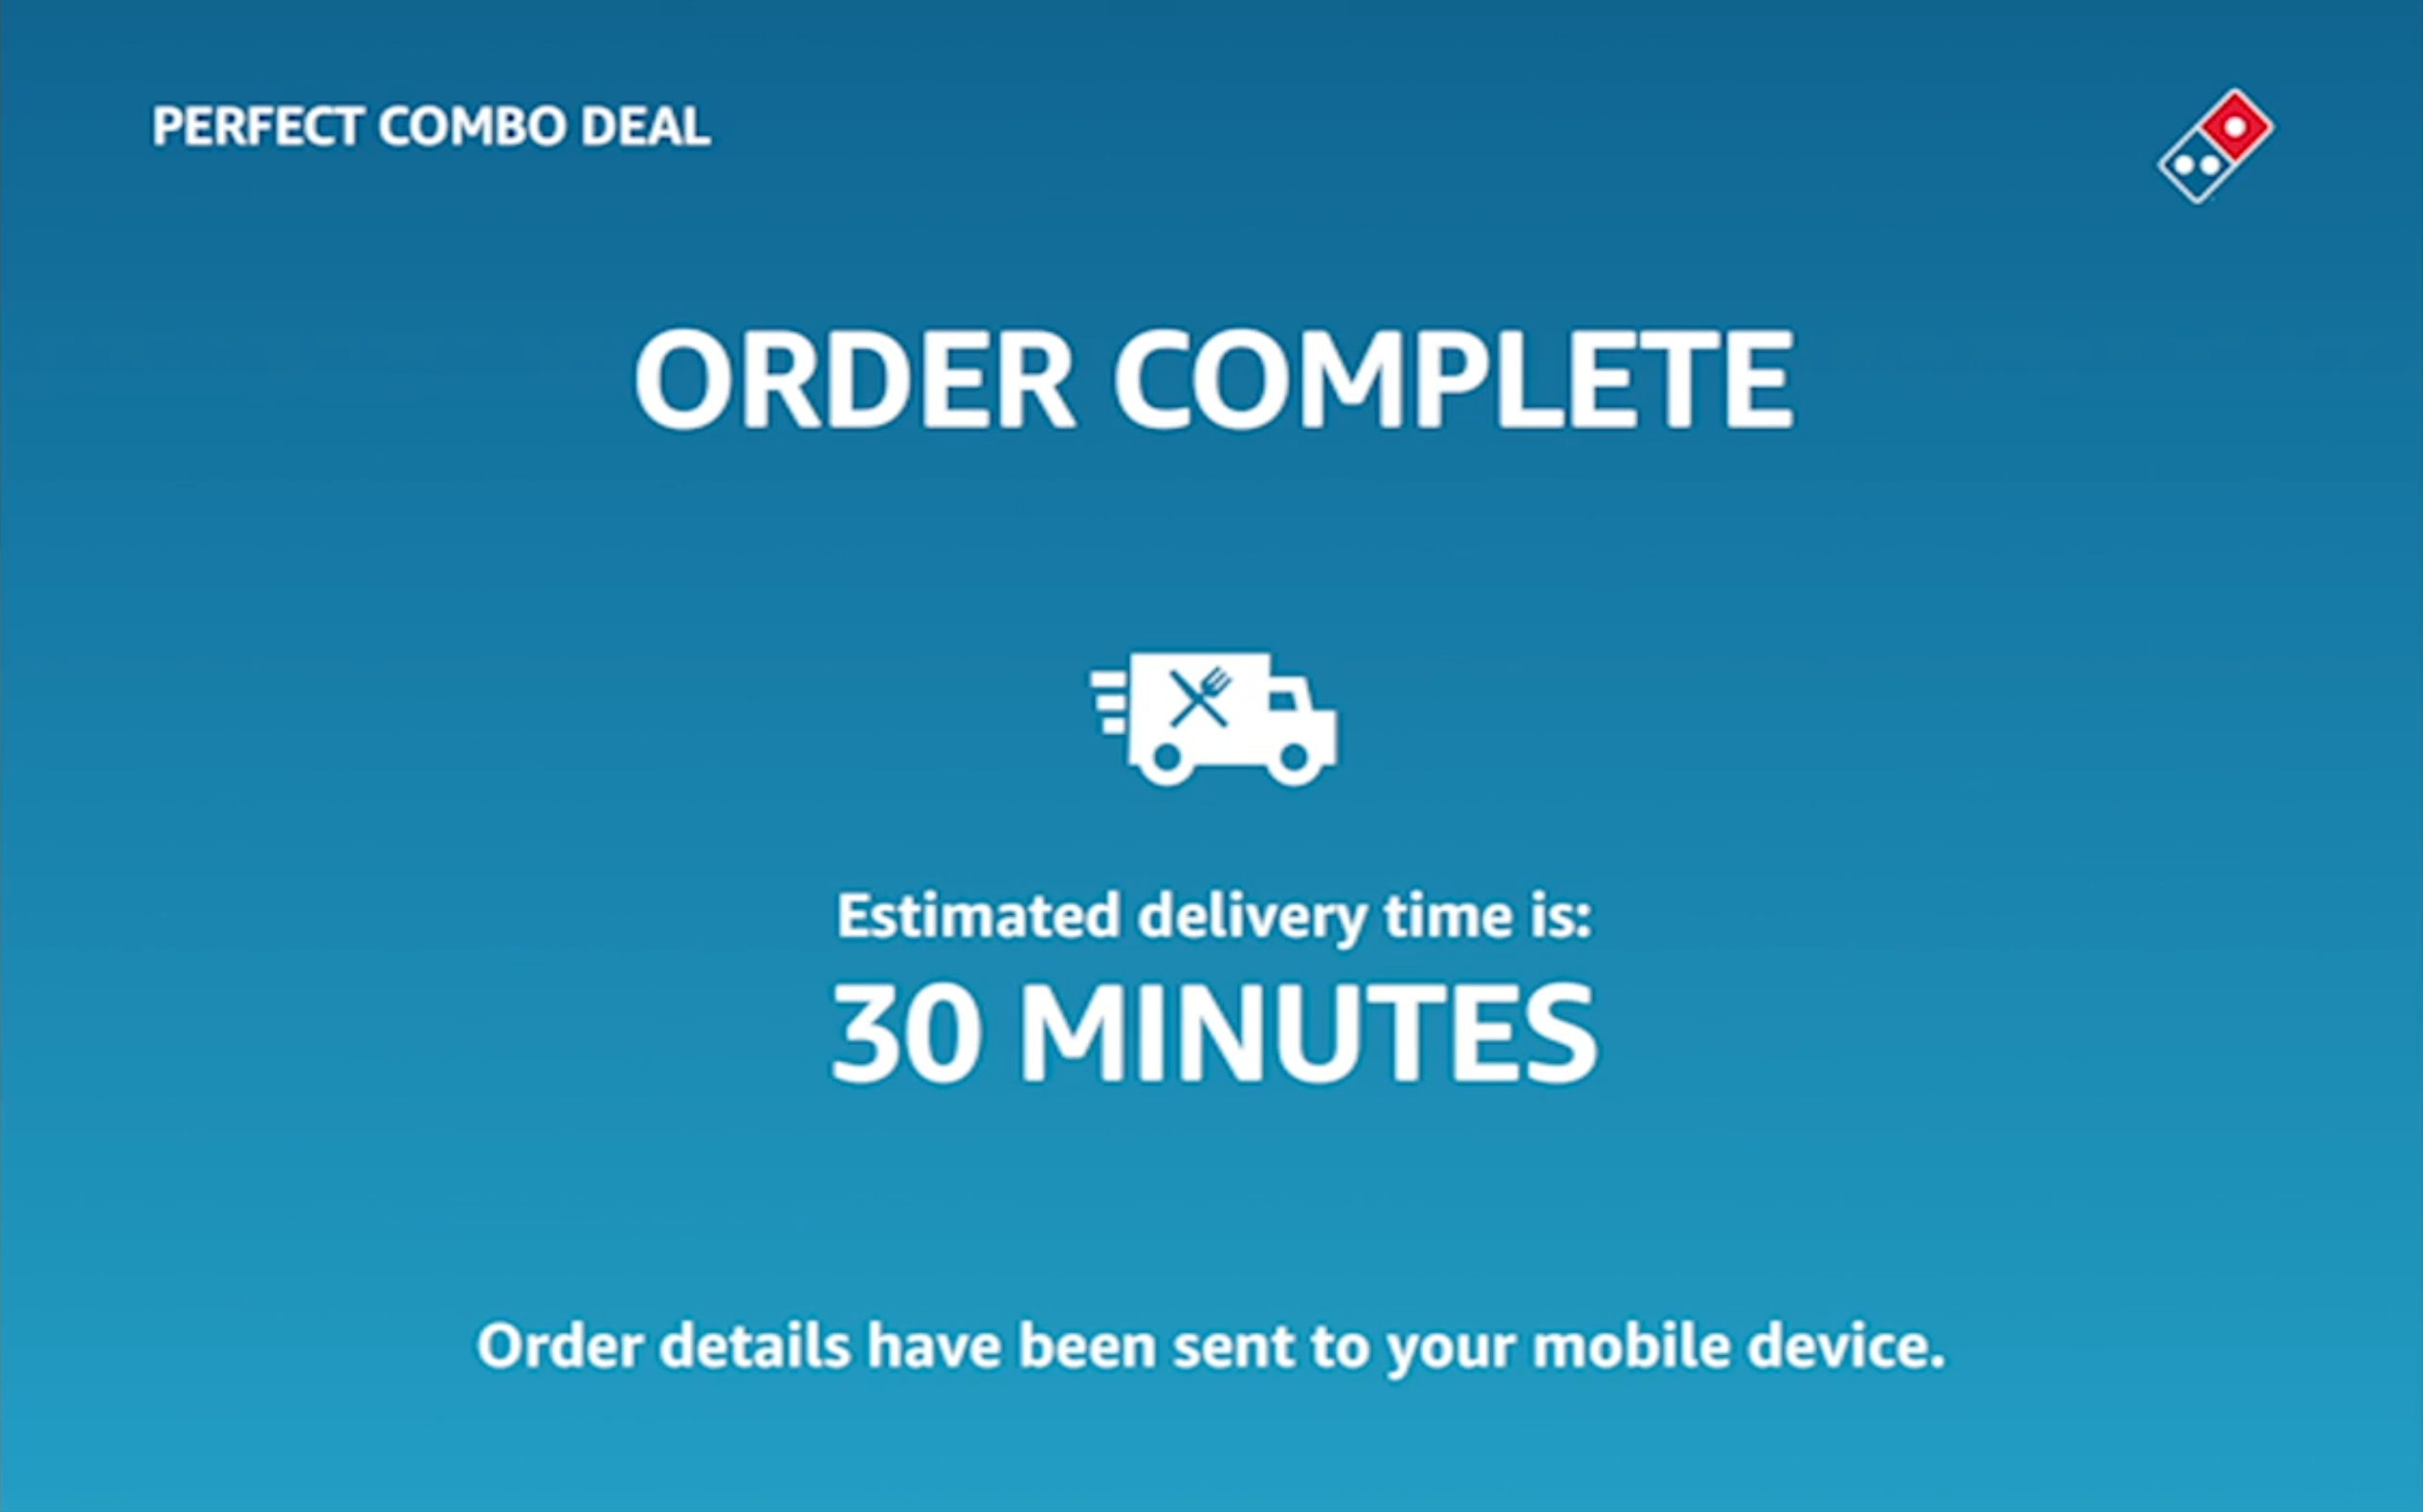 PERFECT COMBO DEAL
ORDER COMPLETE
Estimated delivery time is:
30 MINUTES
Order details have been sent to your mobile device.